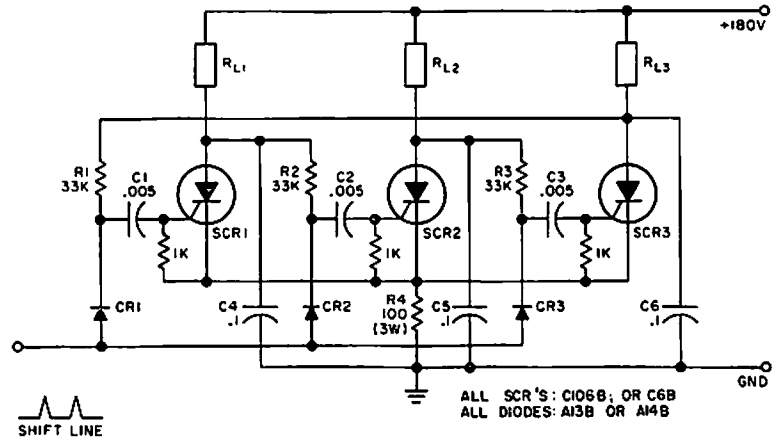 +180V
RL1
RL2
RL3
R1
33K
C1
.005
SCR1
1K
R2
33K
C2
.005
SCR2
1K
R3
33K
C3
.005
SCR3
1K
CR1
C4
.1
CR2
R4
100
(3W)
C5
.1
CR3
C6
.1
GND
SHIFT LINE
ALL SCR'S: C106B; OR C6B
ALL DIODES: A13B OR A14B